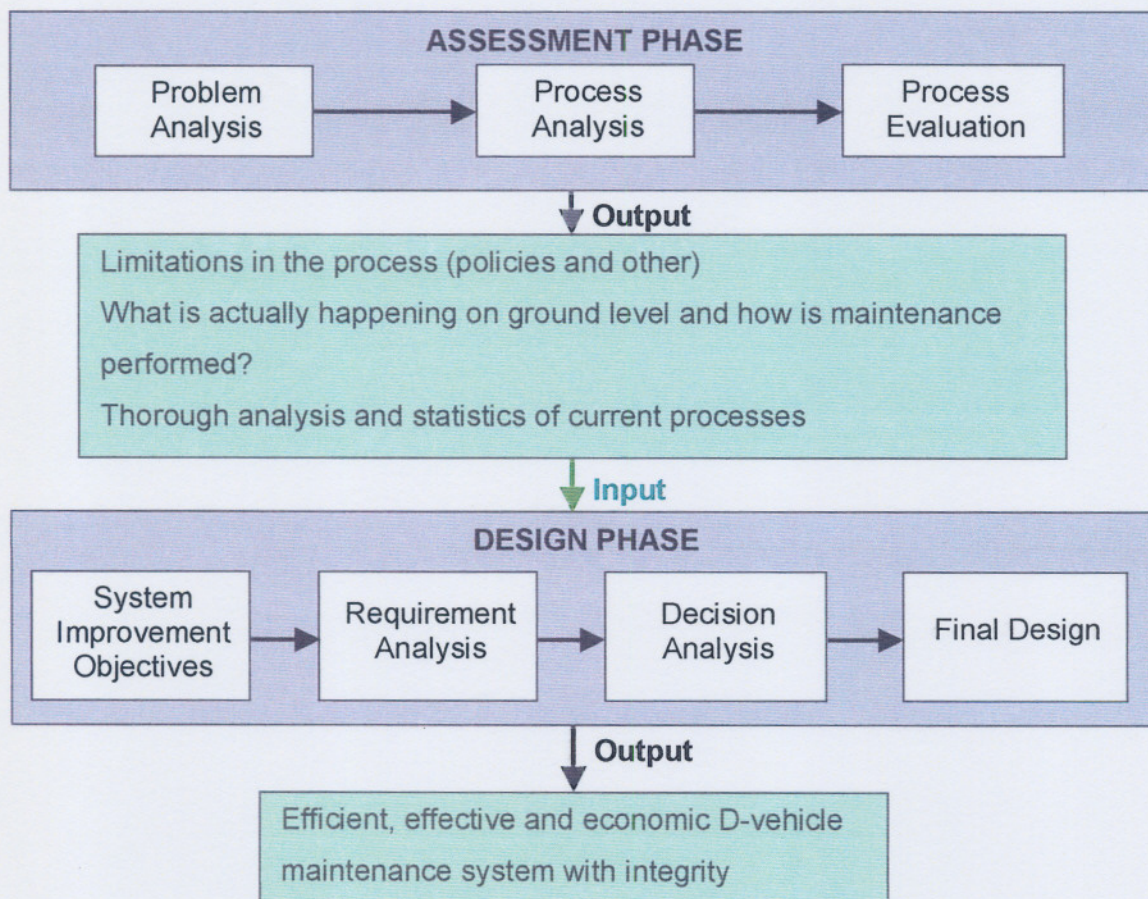 ASSESSMENT PHASE
Problem
Analysis
Process
Analysis
Process
Evaluation
Output
Limitations in the process (policies and other)
What is actually happening on ground level and how is maintenance
performed?
Thorough analysis and statistics of current processes
Input
DESIGN PHASE
System
Improvement
Objectives
Requirement
Analysis
Decision
Analysis
Final Design
Output
Efficient, effective and economic D-vehicle
maintenance system with integrity